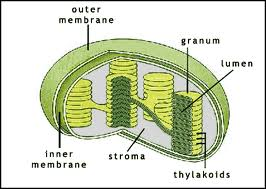 outer
membrane
granum
lumen
inner
membrane
stroma
thylakoids